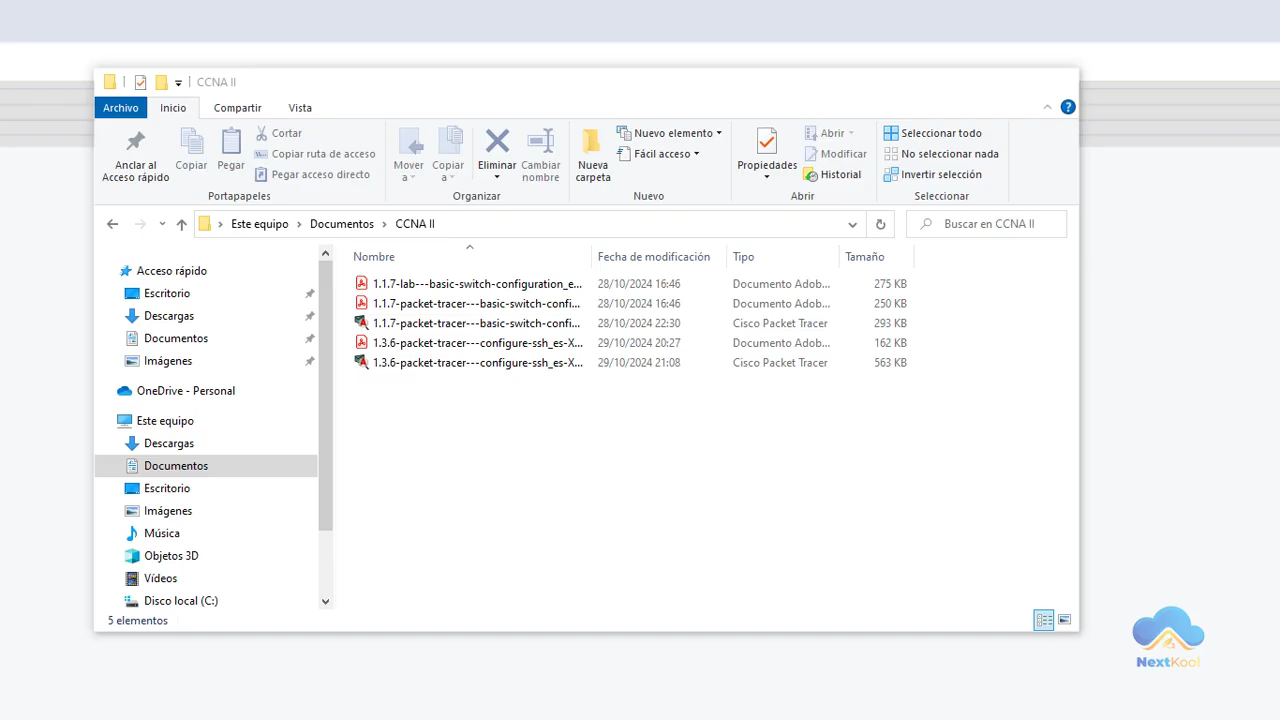 CCNA II
Archivo Inicio Compartir Vista
Anclar al Acceso rápido
Copiar
Pegar
Cortar
Copiar ruta de acceso
Pegar acceso directo
Portapapeles
Mover a
Copiar a
Eliminar
Cambiar nombre
Organizar
Nueva carpeta
Nuevo elemento
Fácil acceso
Nuevo
Propiedades
Abrir
Modificar
Historial
Abrir
Seleccionar todo
No seleccionar nada
Invertir selección
Seleccionar
Este equipo > Documentos > CCNA II
Buscar en CCNA II
Acceso rápido
Escritorio
Descargas
Documentos
Imágenes
OneDrive - Personal
Este equipo
Descargas
Documentos
Escritorio
Imágenes
Música
Objetos 3D
Vídeos
Disco local (C:)
Nombre Fecha de modificación Tipo Tamaño
1.1.7-lab---basic-switch-configuration_e... 28/10/2024 16:46 Documento Adob... 275 KB
1.1.7-packet-tracer---basic-switch-confi... 28/10/2024 16:46 Documento Adob... 250 KB
1.1.7-packet-tracer---basic-switch-confi... 28/10/2024 22:30 Cisco Packet Tracer 293 KB
1.3.6-packet-tracer---configure-ssh_es-X... 29/10/2024 20:27 Documento Adob... 162 KB
1.3.6-packet-tracer---configure-ssh_es-X... 29/10/2024 21:08 Cisco Packet Tracer 563 KB
5 elementos
NextKool